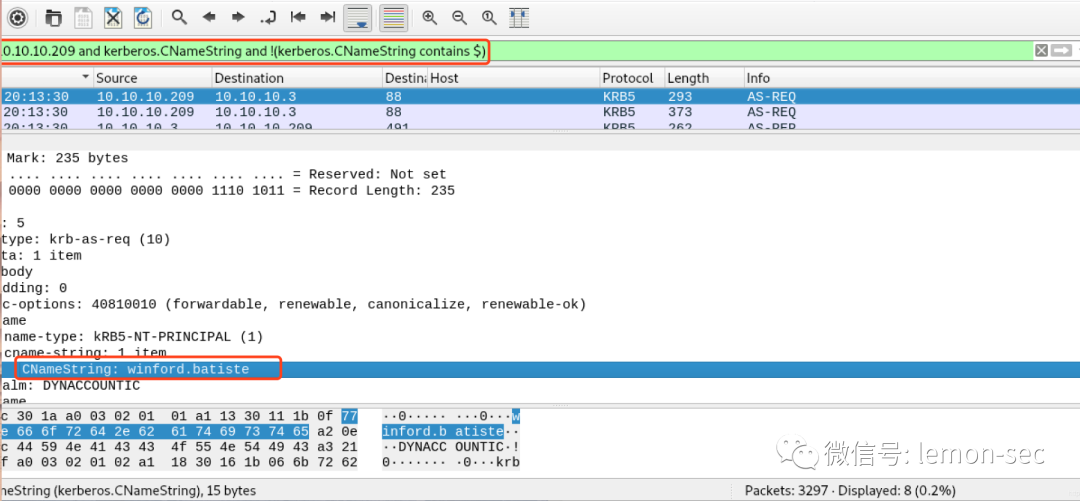 0.10.10.209 and kerberos.CNameString and !(kerberos.CNameString contains $)
Source Destination Destina Host Protocol Length Info
20:13:30 10.10.10.209 10.10.10.3 88 KRB5 293 AS-REQ
20:13:30 10.10.10.209 10.10.10.3 88 KRB5 373 AS-REQ
20:13:30 10.10.10.3 10.10.10.209 491 KRB5 262 AS-REP
Mark: 235 bytes
.... .... .... .... .... .... .... = Reserved: Not set
0000 0000 0000 0000 0000 1110 1011 = Record Length: 235
: 5
type: krb-as-req (10)
ta: 1 item
body
dding: 0
c-options: 40810010 (forwardable, renewable, canonicalize, renewable-ok)
ame
name-type: kRB5-NT-PRINCIPAL (1)
cname-string: 1 item
CNameString: winford.batiste
alm: DYNACCOUNTIC
ame
c 30 1a a0 03 02 01 01 a1 13 30 11 1b 0f 77 ··0····· ···0···w
e 66 6f 72 64 2e 62 61 74 69 73 74 65 a2 0e inford.b atiste··
c 44 59 4e 41 43 43 4f 55 4e 54 49 43 a3 21 ··DYNACC OUNTIC·!
f a0 03 02 01 02 a1 18 30 16 1b 06 6b 72 62 0······· ·0···krb
微信号: lemon-sec
meString (kerberos.CNameString), 15 bytes Packets: 3297 · Displayed: 8 (0.2%)